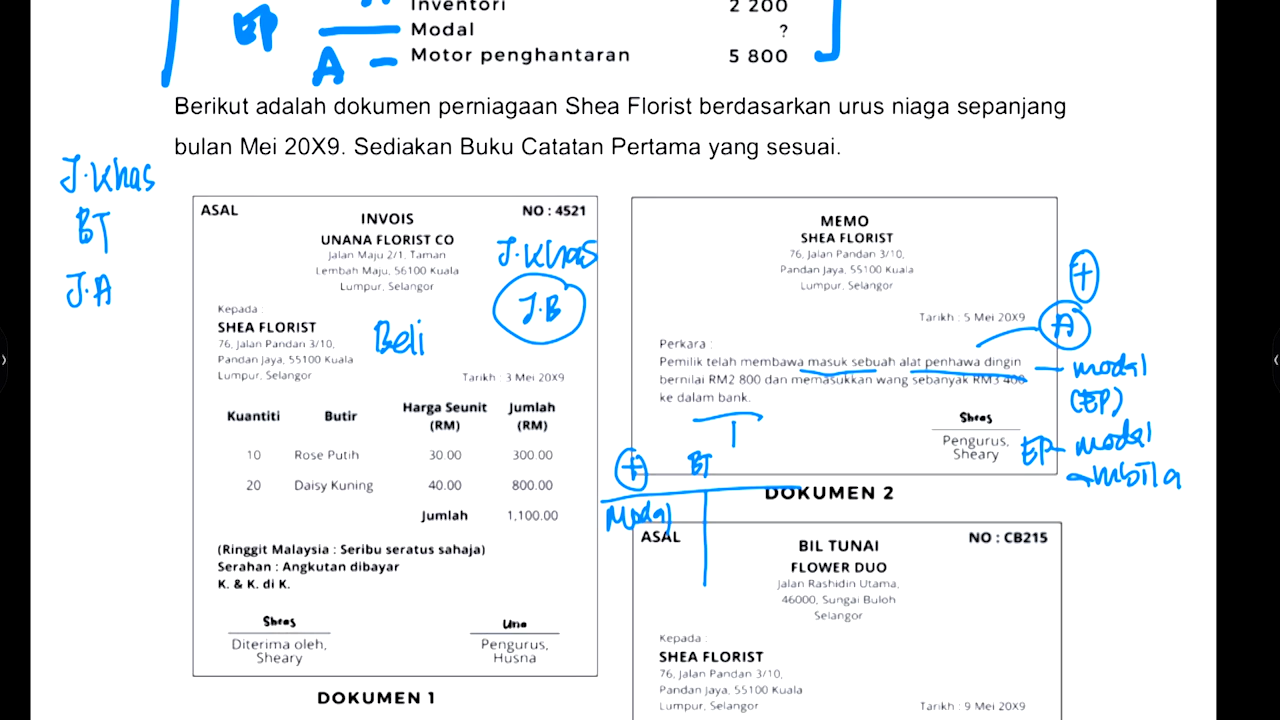 Inventori 2 200
EP Modal ?
A – Motor penghantaran 5 800
Berikut adalah dokumen perniagaan Shea Florist berdasarkan urus niaga sepanjang
bulan Mei 20X9. Sediakan Buku Catatan Pertama yang sesuai.
J.Khas
BT
J.A
ASAL NO : 4521
INVOIS
UNANA FLORIST CO
Jalan Maju 2/1, Taman
Lembah Maju, 56100 Kuala
Lumpur, Selangor
J.Khas
J.B
Kepada :
SHEA FLORIST
76, Jalan Pandan 3/10,
Pandan Jaya, 55100 Kuala
Lumpur, Selangor
Beli
Tarikh : 3 Mei 20X9
Kuantiti Butir Harga Seunit (RM) Jumlah (RM)
10 Rose Putih 30.00 300.00
20 Daisy Kuning 40.00 800.00
Jumlah 1,100.00
(Ringgit Malaysia : Seribu seratus sahaja)
Serahan : Angkutan dibayar
K. & K. di K.
Sheas
Diterima oleh,
Sheary
Una
Pengurus,
Husna
DOKUMEN 1
MEMO
SHEA FLORIST
76, Jalan Pandan 3/10,
Pandan Jaya, 55100 Kuala
Lumpur, Selangor
+
Tarikh : 5 Mei 20X9
A
Perkara :
Pemilik telah membawa masuk sebuah alat penhawa dingin
bernilai RM2 800 dan memasukkan wang sebanyak RM3 400
ke dalam bank.
modal
(EP)
Sheas
Pengurus,
Sheary
EP – modal
ambila
DOKUMEN 2
+ BT
Modal
ASAL NO : CB215
BIL TUNAI
FLOWER DUO
Jalan Rashidin Utama,
46000, Sungai Buloh
Selangor
Kepada :
SHEA FLORIST
76, Jalan Pandan 3/10,
Pandan Jaya, 55100 Kuala
Lumpur, Selangor
Tarikh : 9 Mei 20X9